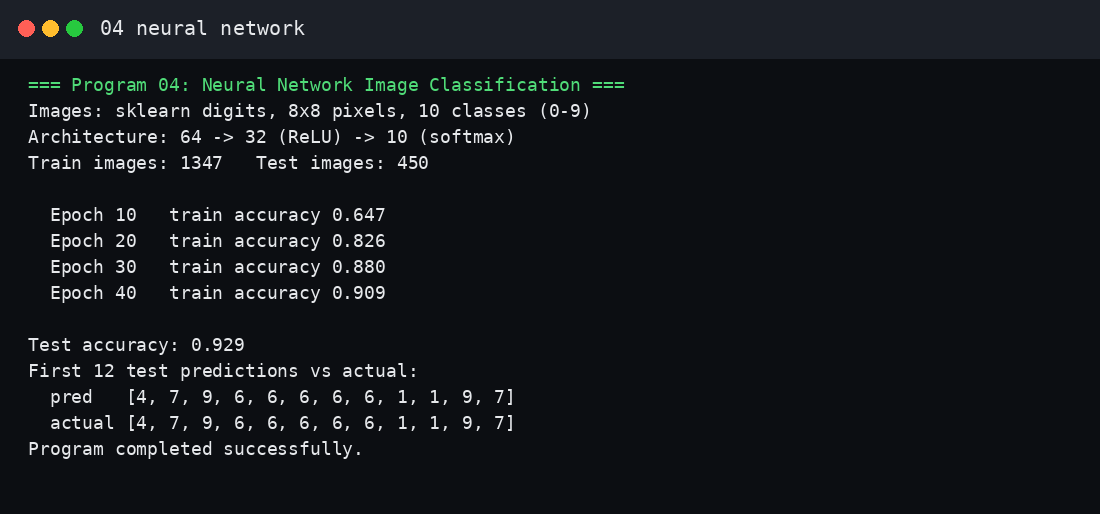 04 neural network
=== Program 04: Neural Network Image Classification ===
Images: sklearn digits, 8x8 pixels, 10 classes (0-9)
Architecture: 64 -> 32 (ReLU) -> 10 (softmax)
Train images: 1347   Test images: 450
  Epoch 10   train accuracy 0.647
  Epoch 20   train accuracy 0.826
  Epoch 30   train accuracy 0.880
  Epoch 40   train accuracy 0.909
Test accuracy: 0.929
First 12 test predictions vs actual:
  pred   [4, 7, 9, 6, 6, 6, 6, 6, 1, 1, 9, 7]
  actual [4, 7, 9, 6, 6, 6, 6, 6, 1, 1, 9, 7]
Program completed successfully.